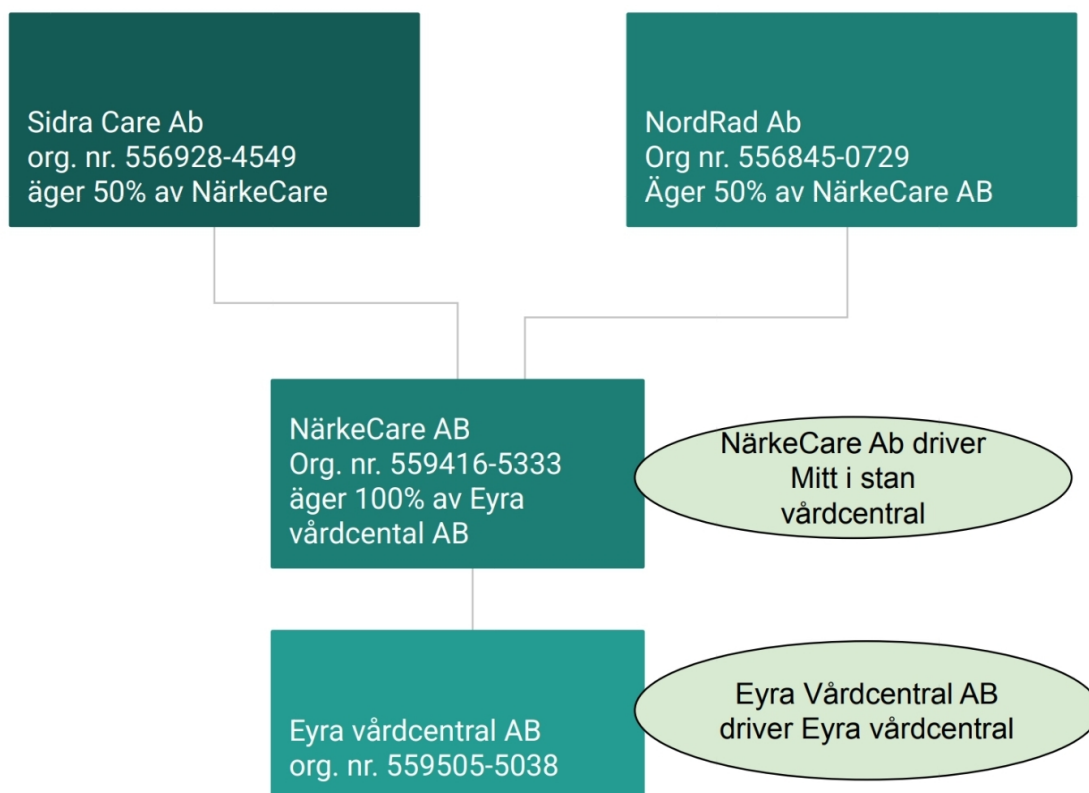 Sidra Care Ab
org. nr. 556928-4549
äger 50% av NärkeCare
NordRad Ab
Org nr. 556845-0729
Äger 50% av NärkeCare AB
NärkeCare AB
Org. nr. 559416-5333
äger 100% av Eyra
vårdcental AB
NärkeCare Ab driver
Mitt i stan
vårdcentral
Eyra vårdcentral AB
org. nr. 559505-5038
Eyra Vårdcentral AB
driver Eyra vårdcentral